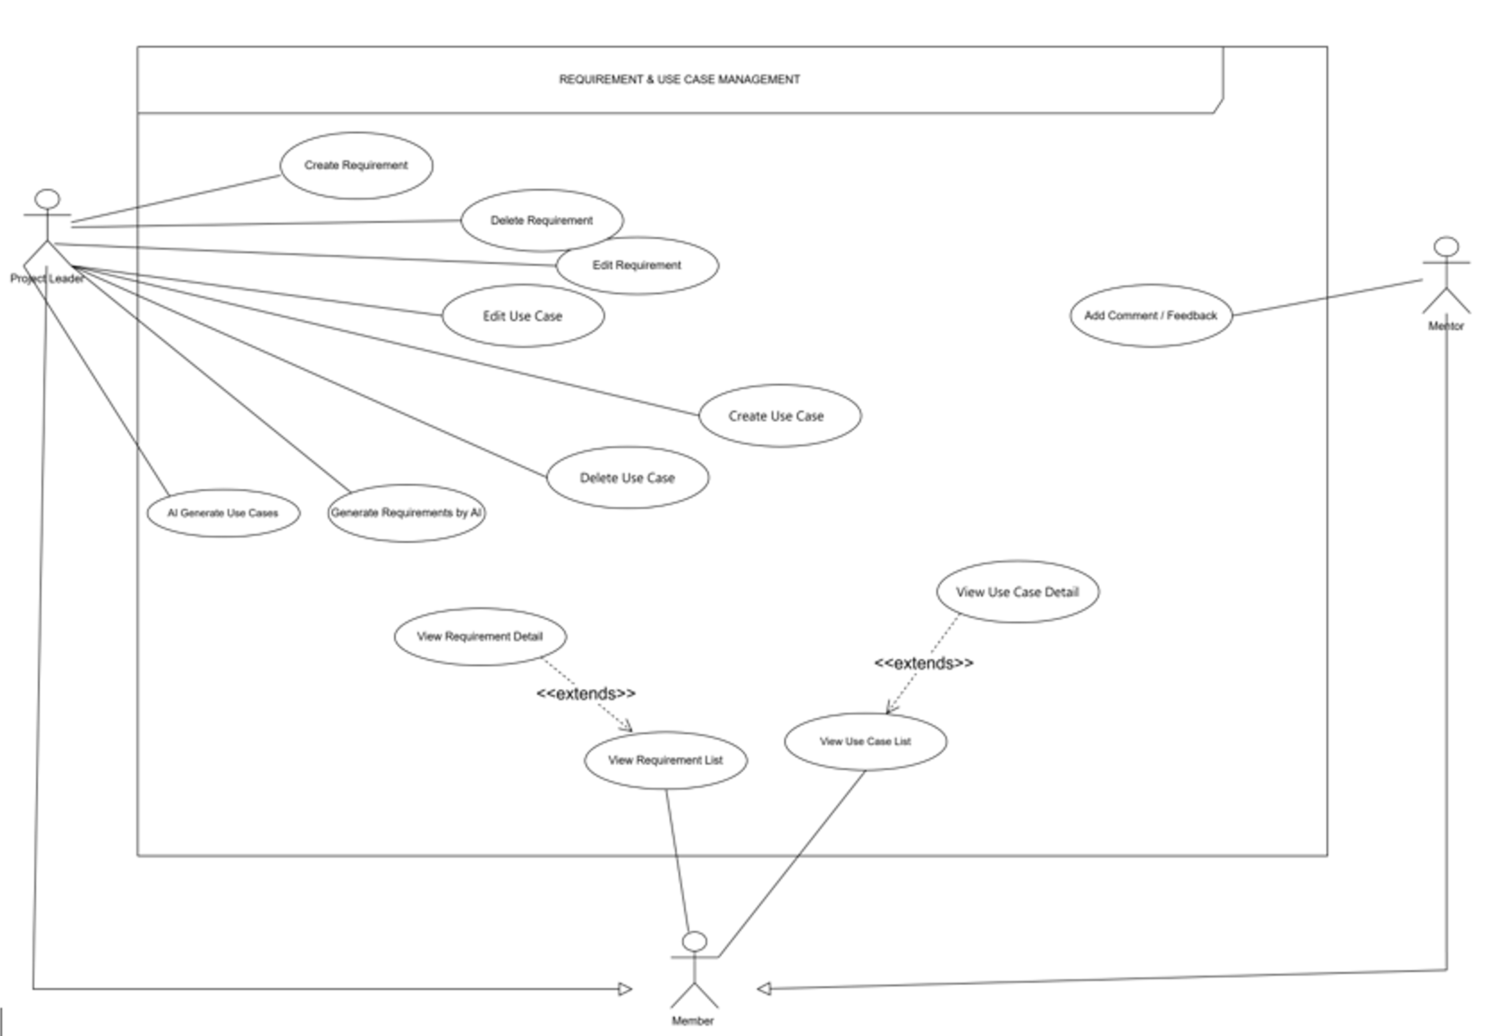 REQUIREMENT & USE CASE MANAGEMENT
Create Requirement
Delete Requirement
Edit Requirement
Project Leader
Edit Use Case
Add Comment / Feedback
Mentor
Create Use Case
Delete Use Case
AI Generate Use Cases
Generate Requirements by AI
View Use Case Detail
View Requirement Detail
<<extends>>
<<extends>>
View Use Case List
View Requirement List
Member